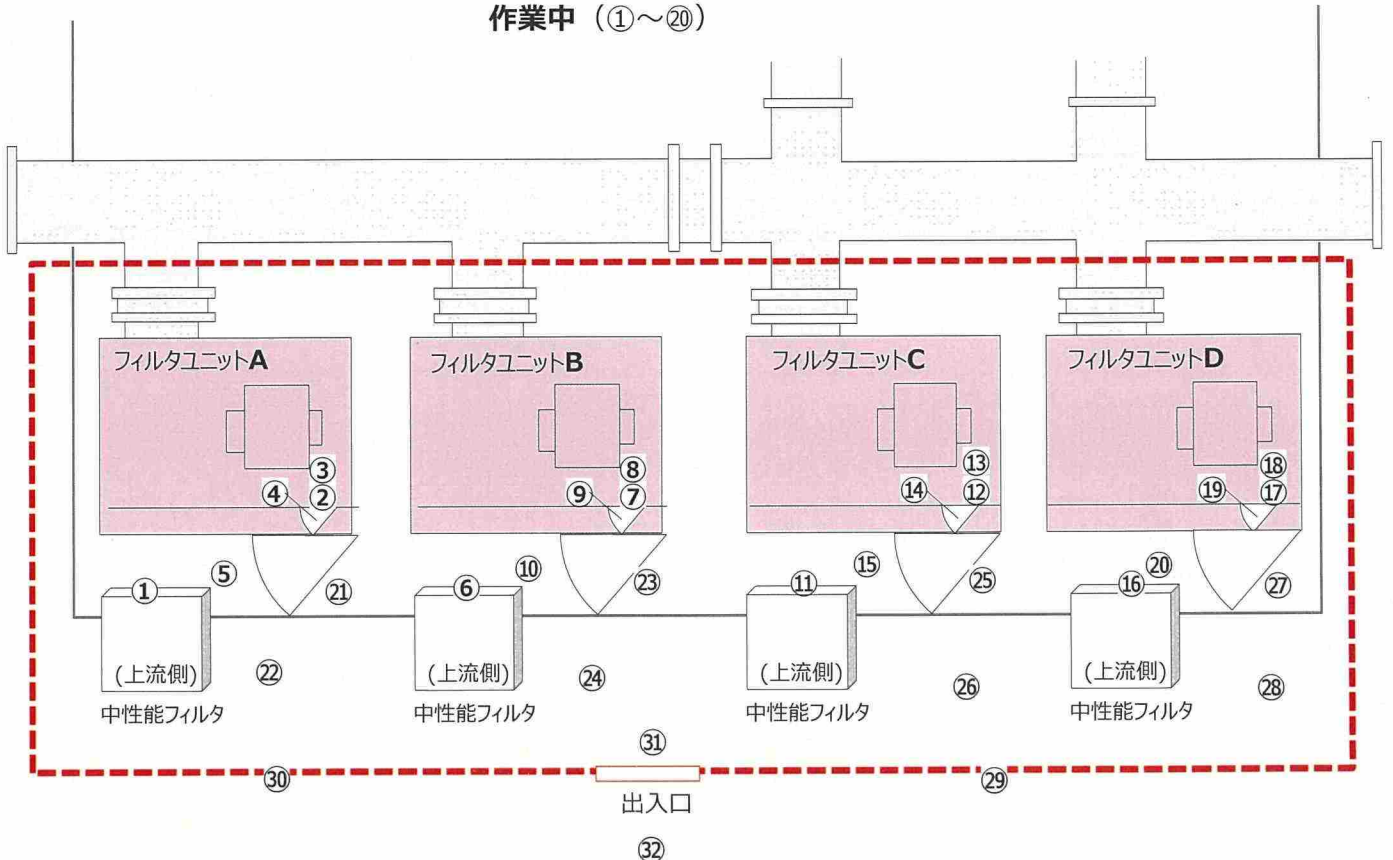 作業中（①～⑳）
フィルタユニットA
フィルタユニットB
フィルタユニットC
フィルタユニットD
③
⑧
⑬
⑱
④ ②
⑨ ⑦
⑭ ⑫
⑲ ⑰
⑤
⑩
⑮
⑳
①
㉑
⑥
㉓
⑪
㉕
⑯
㉗
(上流側)
㉒
(上流側)
㉔
(上流側)
㉖
(上流側)
㉘
中性能フィルタ
中性能フィルタ
中性能フィルタ
中性能フィルタ
㉛
㉚
㉙
出入口
㉜